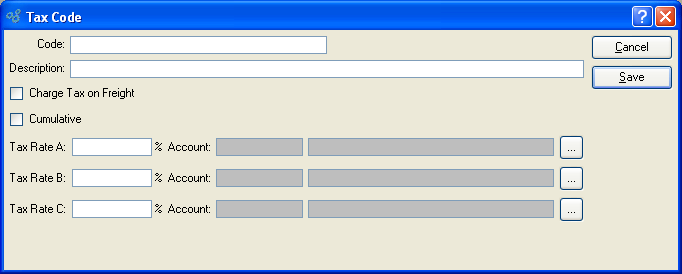 Tax Code ?
Code: Cancel
Description: Save
Charge Tax on Freight
Cumulative
Tax Rate A: % Account: ...
Tax Rate B: % Account: ...
Tax Rate C: % Account: ...